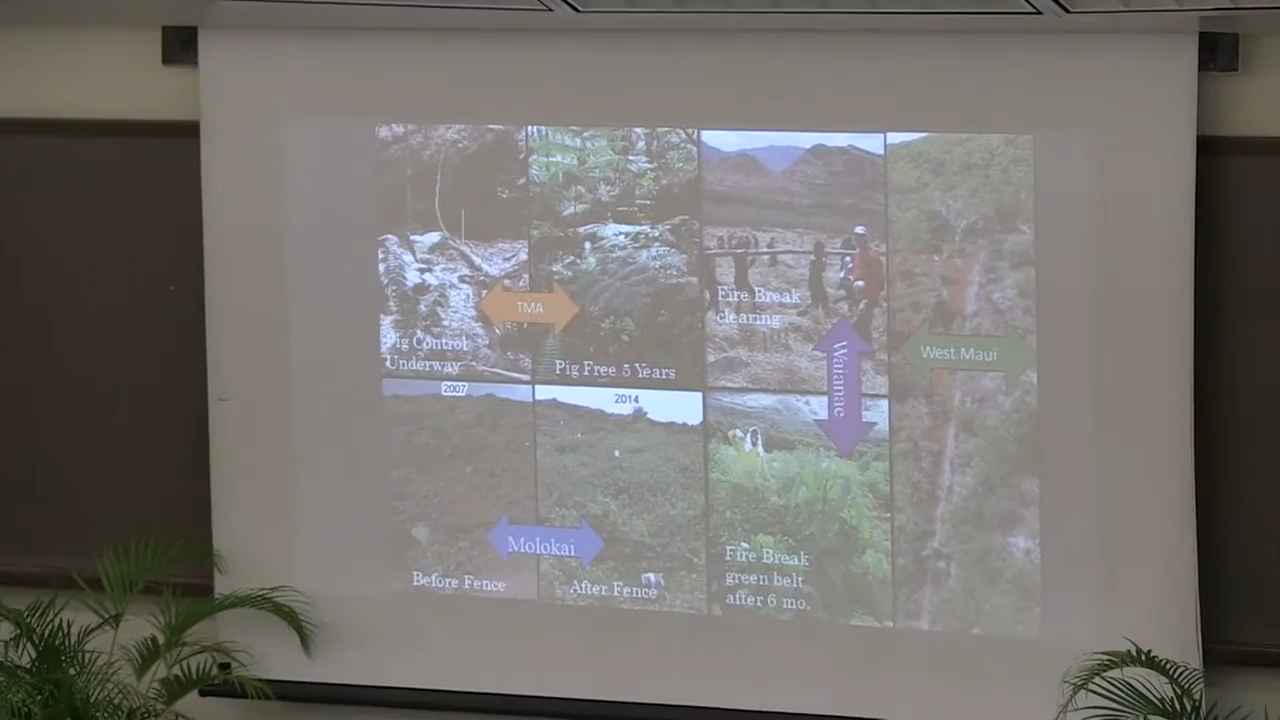 TMA
Pig Control
Underway
Pig Free 5 Years
Fire Break
clearing
Waianae
West Maui
2007
2014
Molokai
Before Fence
After Fence
Fire Break
green belt
after 6 mo.